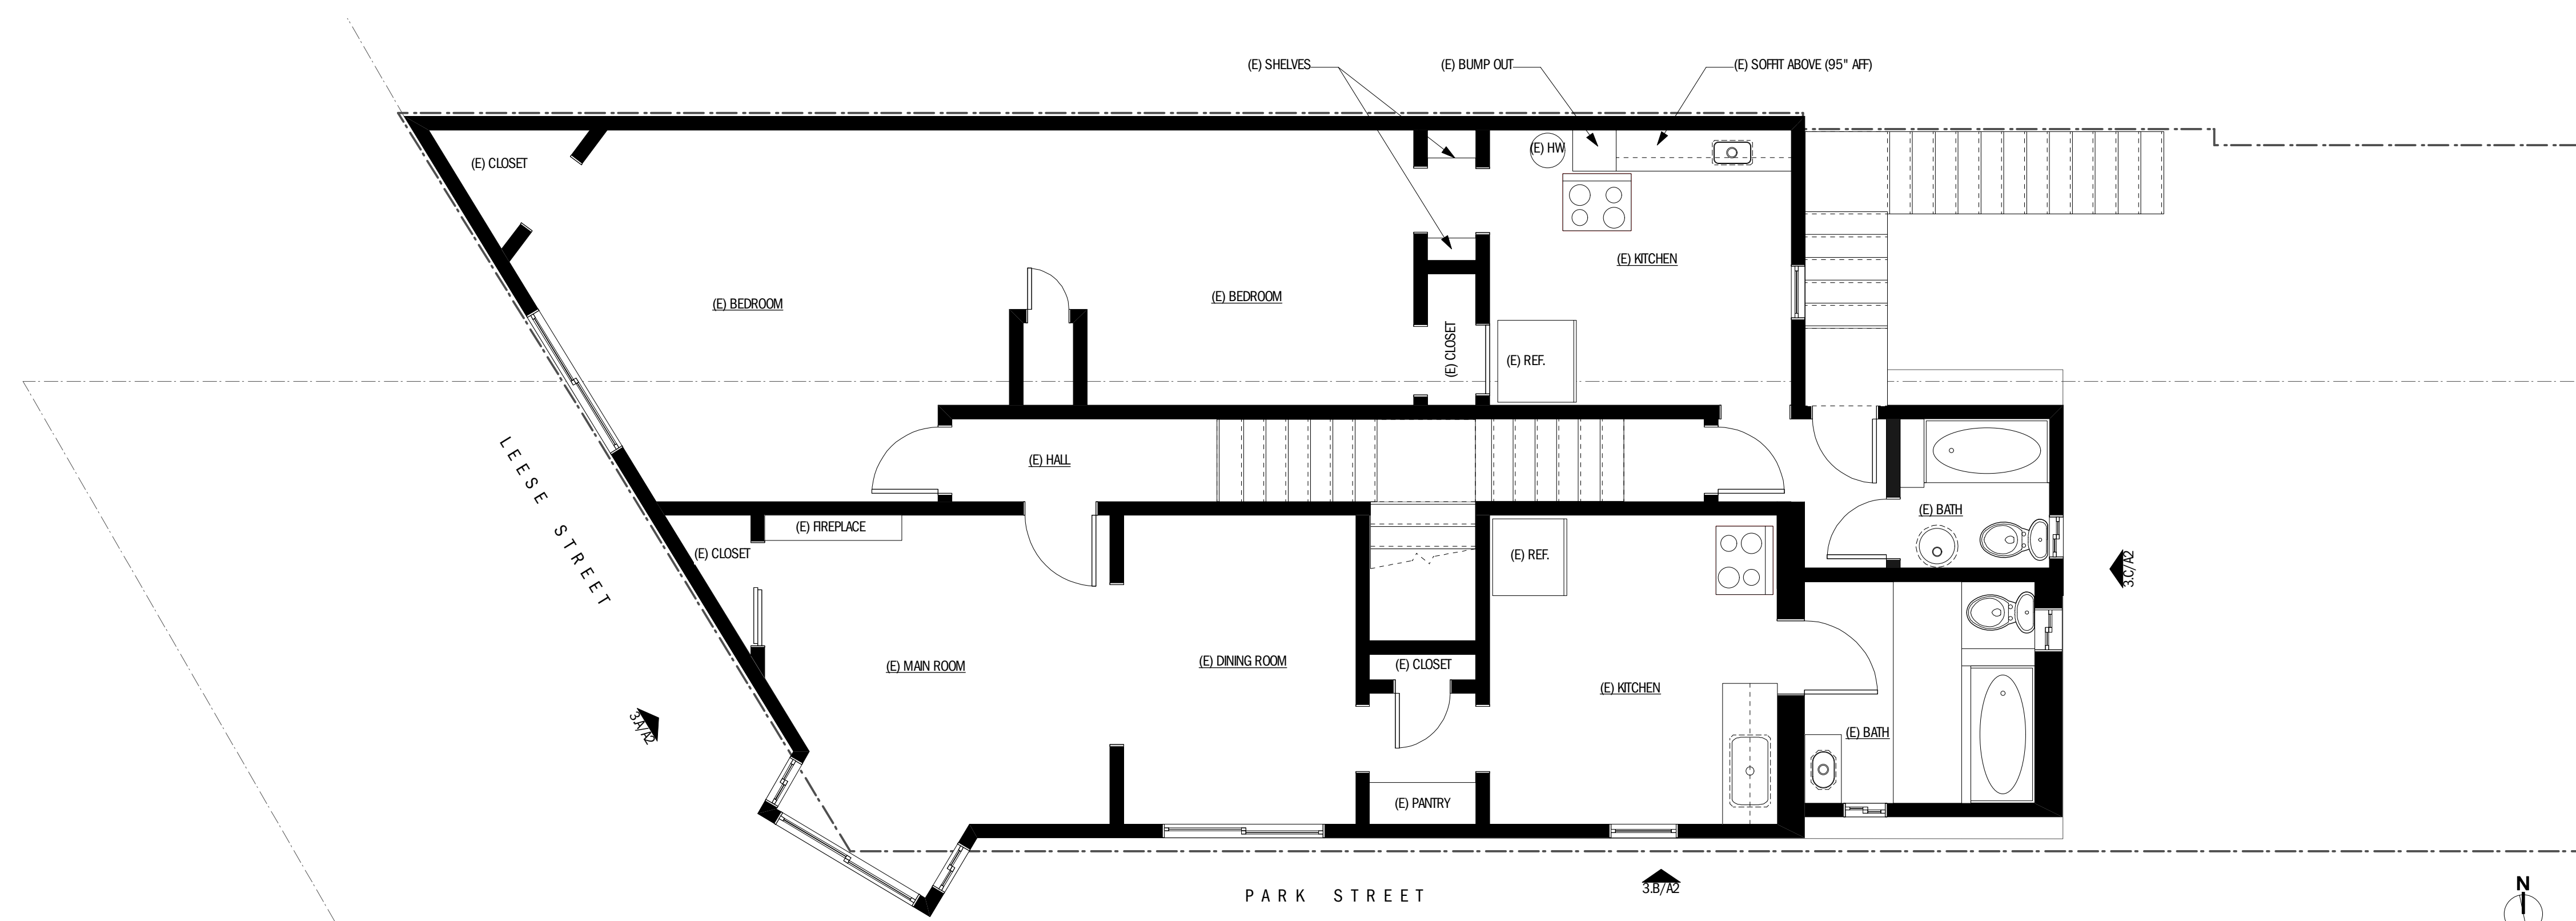 (E) SHELVES
(E) BUMP OUT
(E) SOFFIT ABOVE (95" AFF)
(E) CLOSET
(E) HW
(E) KITCHEN
(E) BEDROOM
(E) BEDROOM
(E) CLOSET
(E) REF.
LEESE STREET
(E) HALL
(E) BATH
(E) FIREPLACE
(E) CLOSET
(E) REF.
3.C/A2
(E) MAIN ROOM
(E) DINING ROOM
(E) CLOSET
(E) KITCHEN
3.A/A2
(E) BATH
(E) PANTRY
PARK STREET
3.B/A2
N